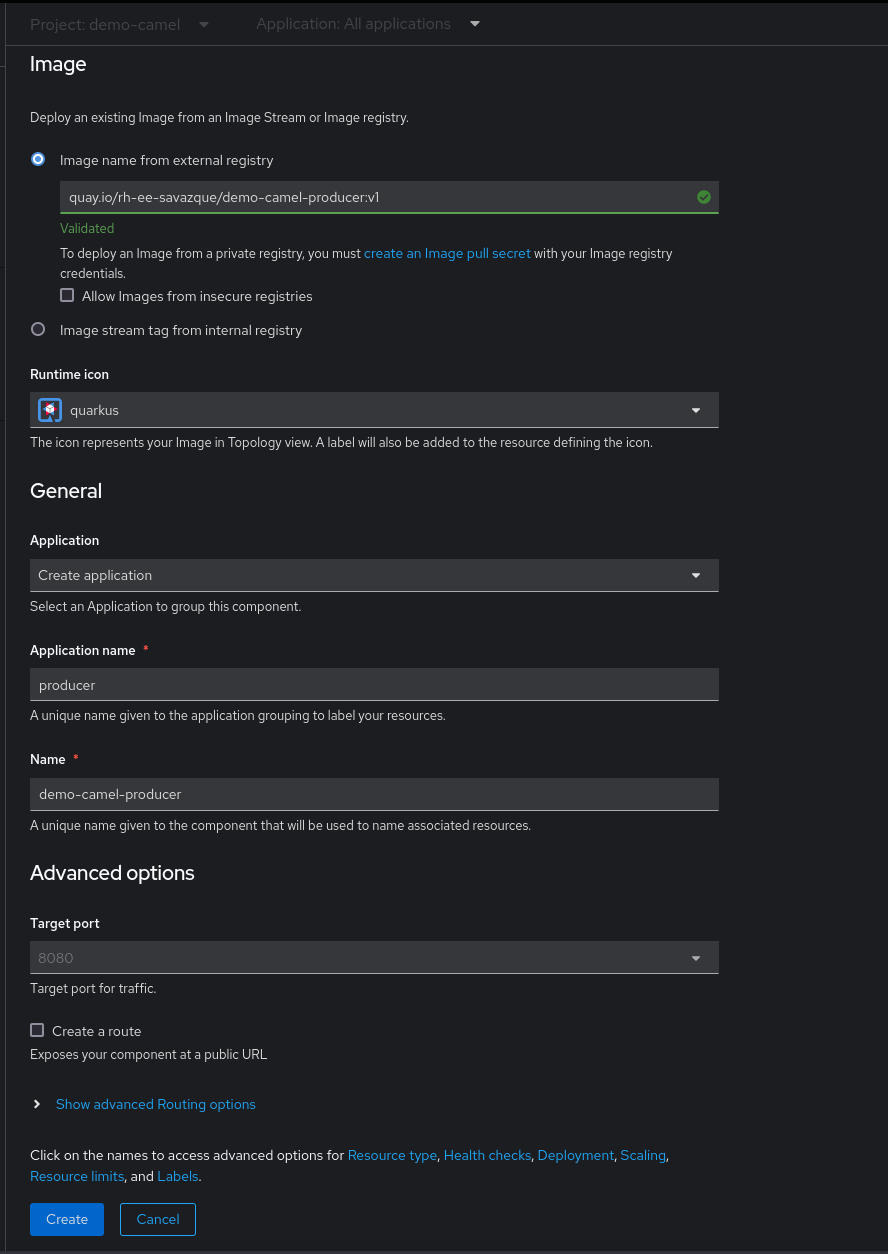 Project: demo-camel Application: All applications
Image
Deploy an existing Image from an Image Stream or Image registry.
Image name from external registry
quay.io/rh-ee-savazque/demo-camel-producer:v1
Validated
To deploy an Image from a private registry, you must create an Image pull secret with your Image registry
credentials.
Allow Images from insecure registries
Image stream tag from internal registry
Runtime icon
quarkus
The icon represents your Image in Topology view. A label will also be added to the resource defining the icon.
General
Application
Create application
Select an Application to group this component.
Application name *
producer
A unique name given to the application grouping to label your resources.
Name *
demo-camel-producer
A unique name given to the component that will be used to name associated resources.
Advanced options
Target port
8080
Target port for traffic.
Create a route
Exposes your component at a public URL
Show advanced Routing options
Click on the names to access advanced options for Resource type, Health checks, Deployment, Scaling,
Resource limits, and Labels.
Create Cancel